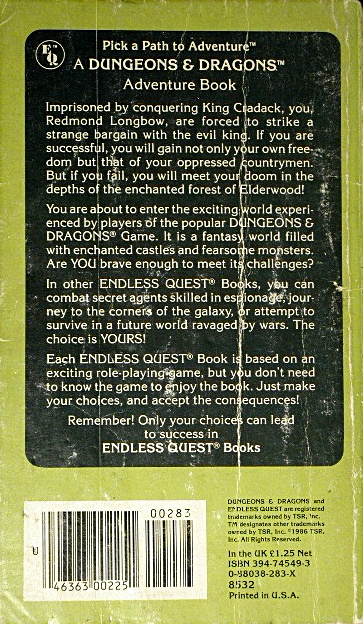 EQ
Pick a Path to Adventure™
A DUNGEONS & DRAGONS™
Adventure Book
Imprisoned by conquering King Cradack, you,
Redmond Longbow, are forced to strike a
strange bargain with the evil king. If you are
successful, you will gain not only your own free-
dom but that of your oppressed countrymen.
But if you fail, you will meet your doom in the
depths of the enchanted forest of Elderwood!
You are about to enter the exciting world experi-
enced by players of the popular DUNGEONS &
DRAGONS® Game. It is a fantasy world filled
with enchanted castles and fearsome monsters.
Are YOU brave enough to meet its challenges?
In other ENDLESS QUEST® Books, you can
combat secret agents skilled in espionage, jour-
ney to the corners of the galaxy, or attempt to
survive in a future world ravaged by wars. The
choice is YOURS!
Each ENDLESS QUEST® Book is based on an
exciting role-playing game, but you don't need
to know the game to enjoy the book. Just make
your choices, and accept the consequences!
Remember! Only your choices can lead
to success in
ENDLESS QUEST® Books
00283
46363 00225
DUNGEONS & DRAGONS and
ENDLESS QUEST are registered
trademarks owned by TSR, Inc.
TM designates other trademarks
owned by TSR, Inc. ©1986 TSR,
Inc. All Rights Reserved.
In the UK £1.25 Net
ISBN 394-74549-3
0-88038-283-X
8532
Printed in U.S.A.